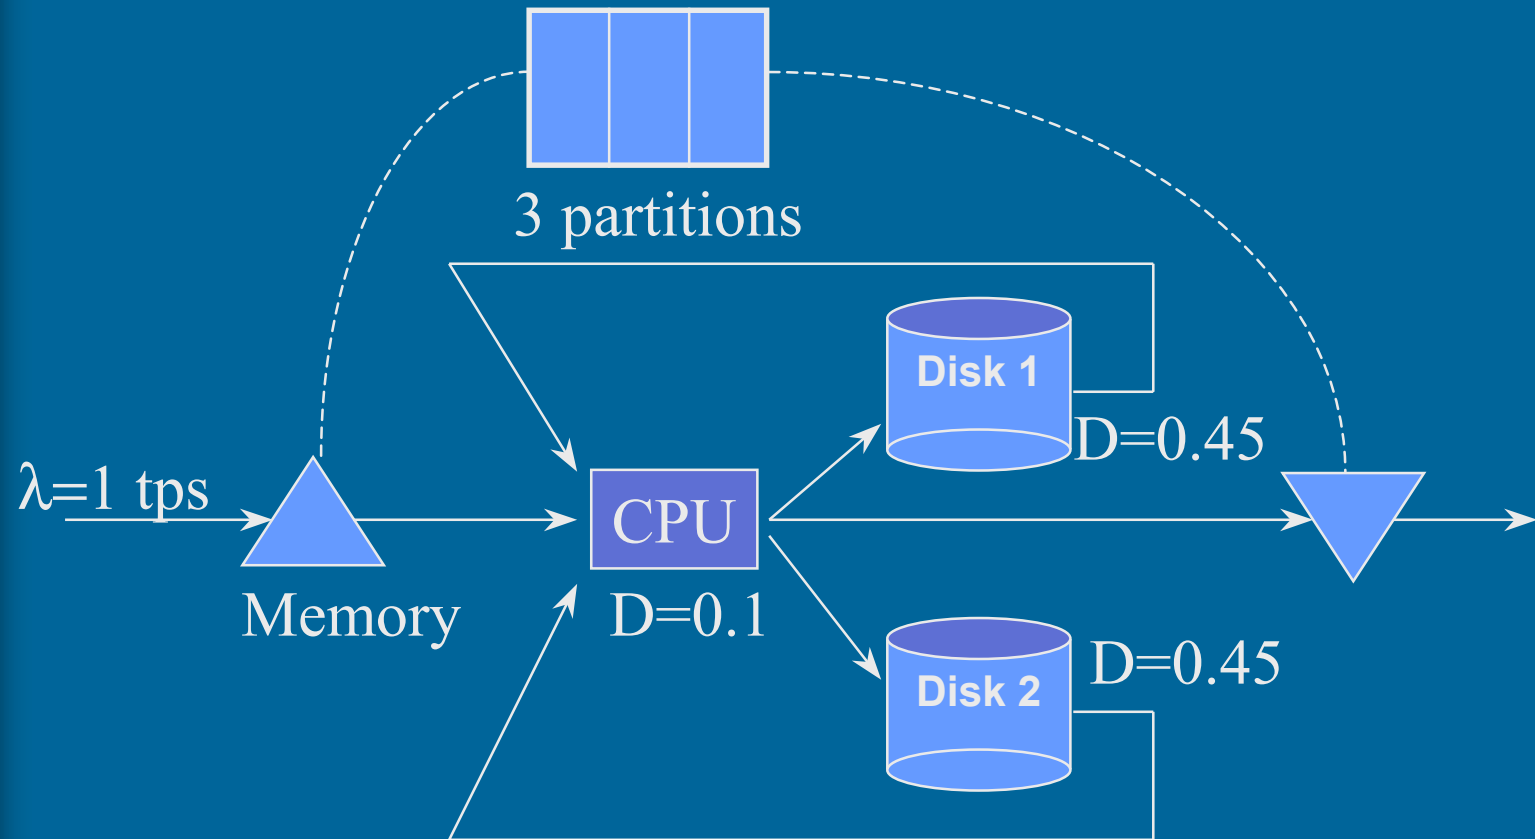 3 partitions
Disk 1
D=0.45
λ=1 tps
CPU
Memory
D=0.1
D=0.45
Disk 2